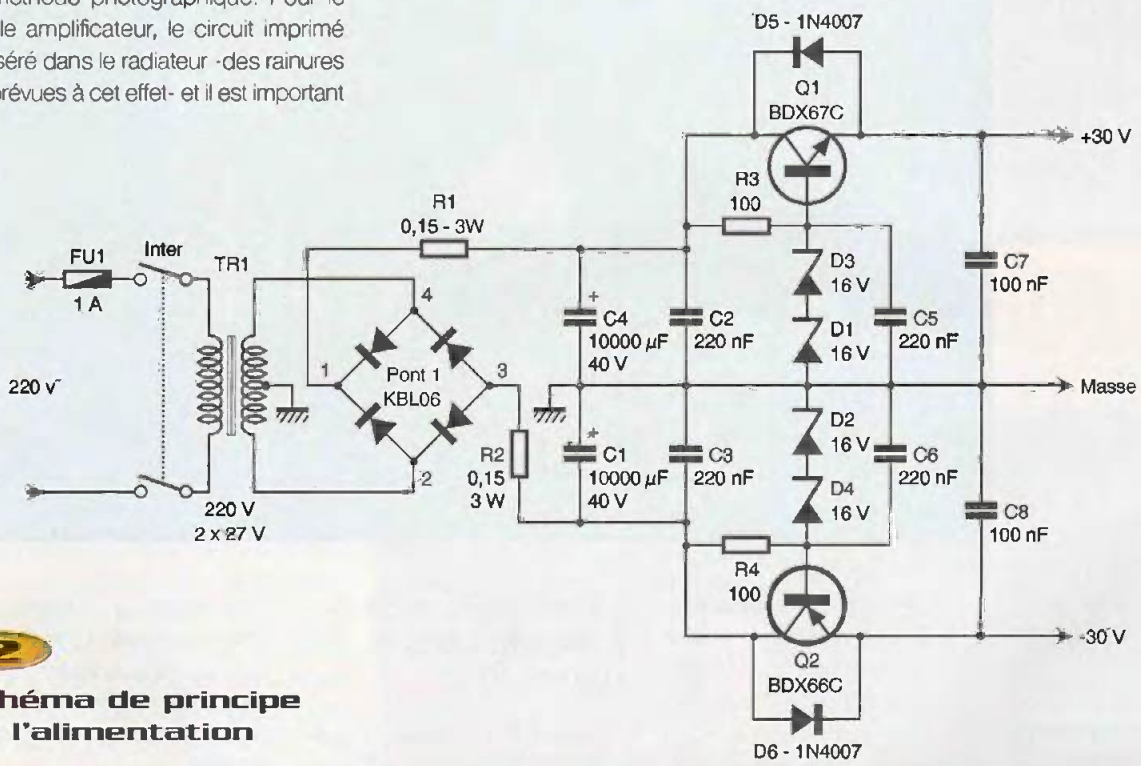 éthode photographique. Pour le
le amplificateur, le circuit imprimé
séré dans le radiateur -des rainures
révues à cet effet- et il est important
D5 - 1N4007
Q1
BDX67C
+30 V
R3
100
R1
0,15 - 3W
FU1
1 A
Inter
TR1
4
1
3
2
Pont 1
KBL06
220 V~
220 V
2 x 27 V
R2
0,15
3 W
+
C4
10000 µF
40 V
C2
220 nF
D3
16 V
D1
16 V
C5
220 nF
C7
100 nF
Masse
+
C1
10000 µF
40 V
C3
220 nF
D2
16 V
D4
16 V
C6
220 nF
C8
100 nF
R4
100
-30 V
Q2
BDX66C
D6 - 1N4007
2
héma de principe
l'alimentation